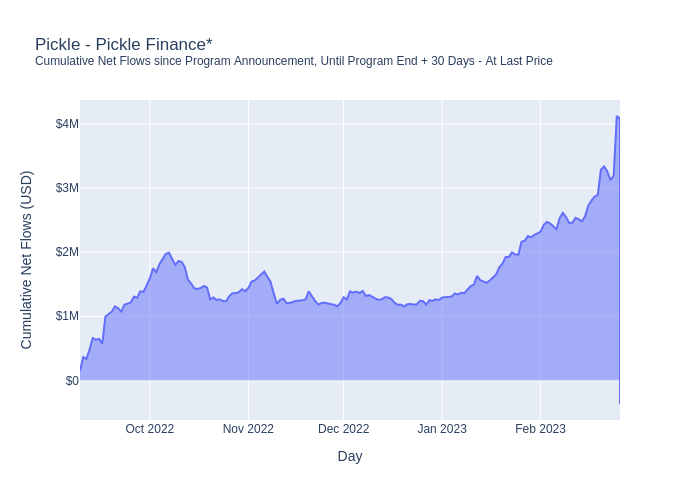 Pickle - Pickle Finance*
Cumulative Net Flows since Program Announcement, Until Program End + 30 Days - At Last Price
Cumulative Net Flows (USD)
$4M
$3M
$2M
$1M
$0
Oct 2022 Nov 2022 Dec 2022 Jan 2023 Feb 2023
Day